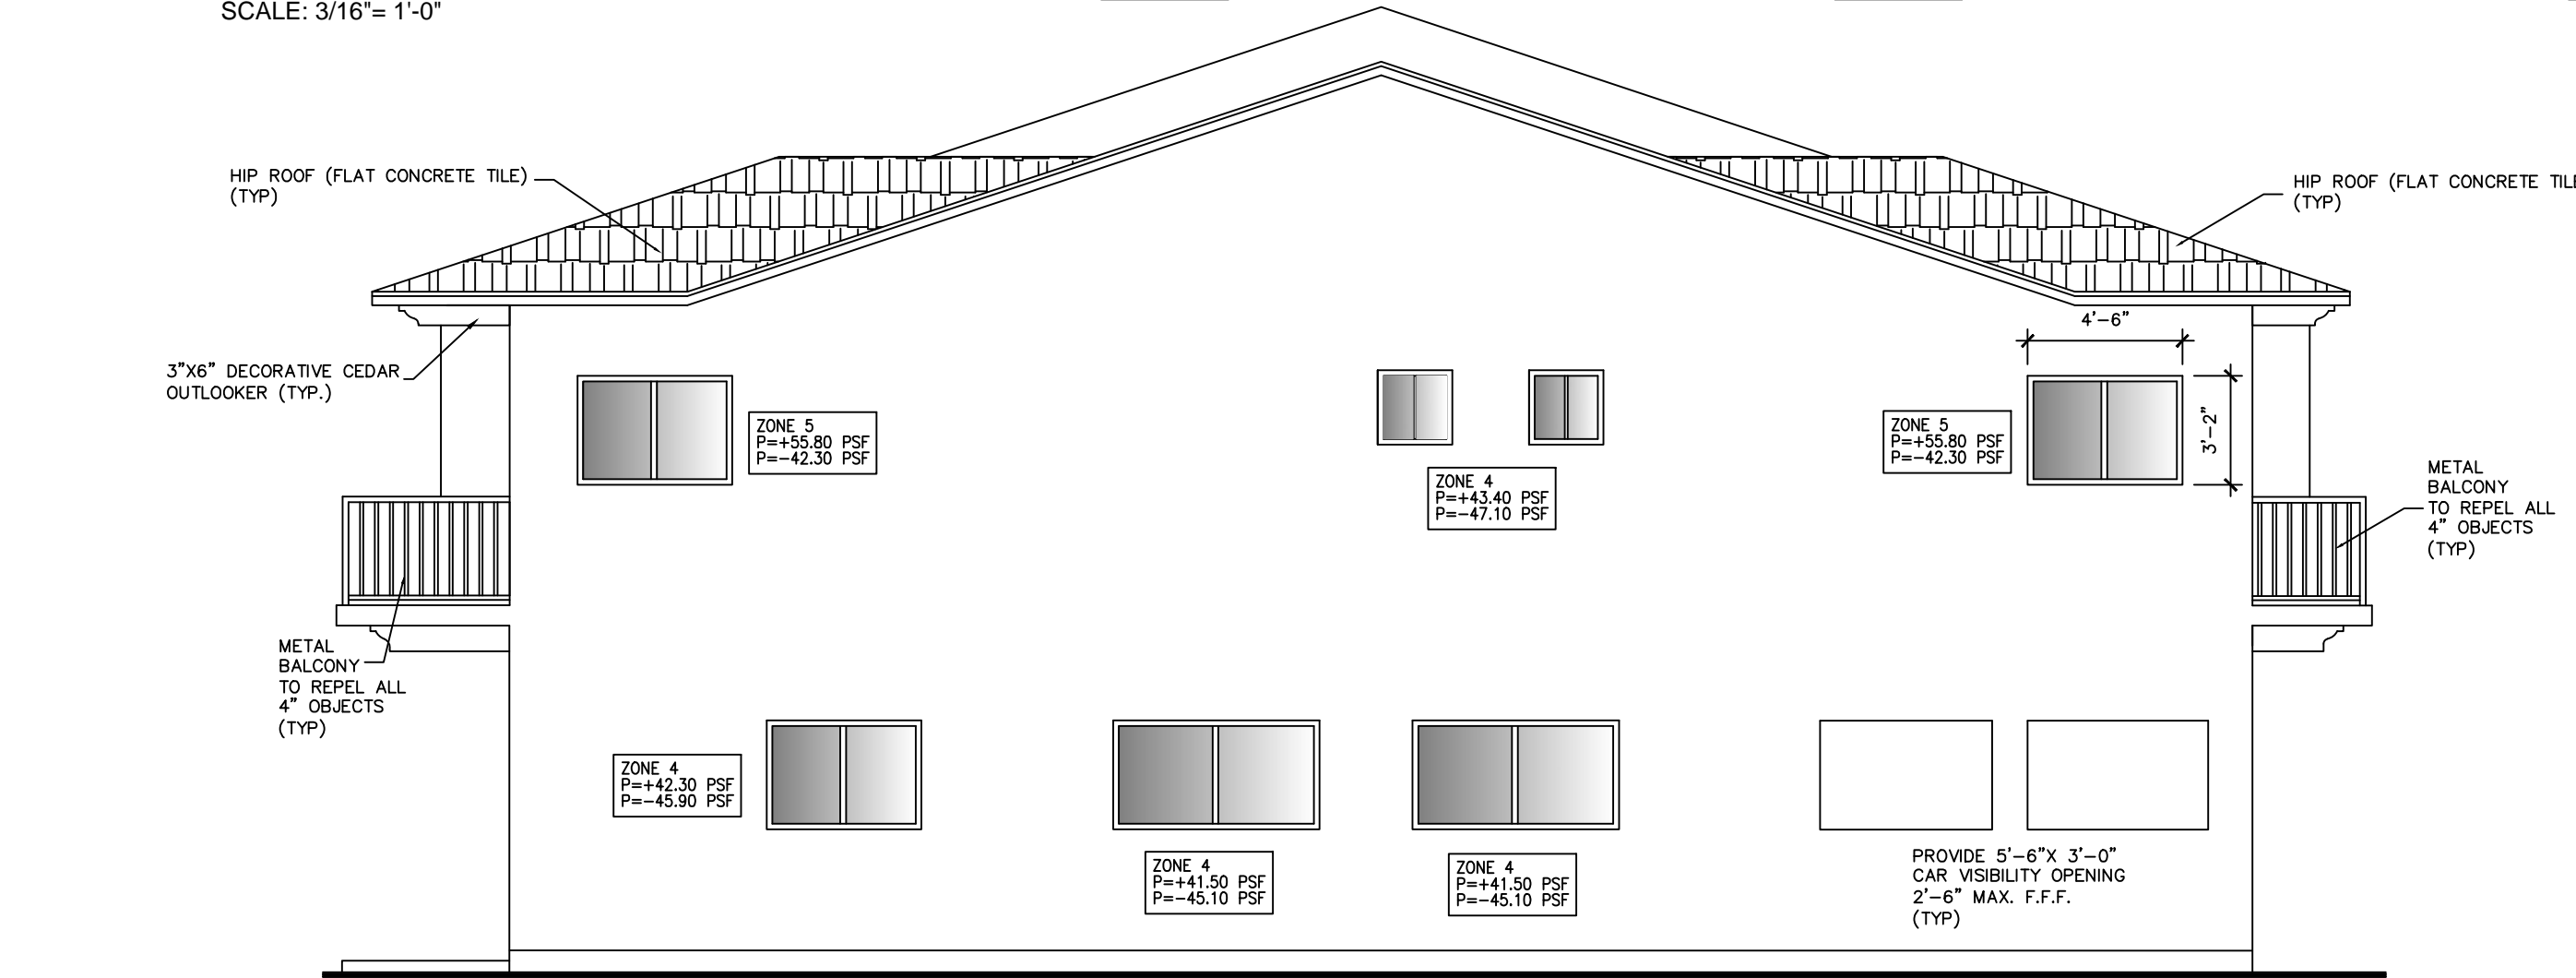 SCALE: 3/16"= 1'-0"
HIP ROOF (FLAT CONCRETE TILE)
(TYP)
HIP ROOF (FLAT CONCRETE TILE
(TYP)
4'-6"
3"X6" DECORATIVE CEDAR
OUTLOOKER (TYP.)
ZONE 5
P=+55.80 PSF
P=-42.30 PSF
ZONE 4
P=+43.40 PSF
P=-47.10 PSF
ZONE 5
P=+55.80 PSF
P=-42.30 PSF
3'-2"
METAL
BALCONY
TO REPEL ALL
4" OBJECTS
(TYP)
METAL
BALCONY
TO REPEL ALL
4" OBJECTS
(TYP)
ZONE 4
P=+42.30 PSF
P=-45.90 PSF
ZONE 4
P=+41.50 PSF
P=-45.10 PSF
ZONE 4
P=+41.50 PSF
P=-45.10 PSF
PROVIDE 5'-6"X 3'-0"
CAR VISIBILITY OPENING
2'-6" MAX. F.F.F.
(TYP)